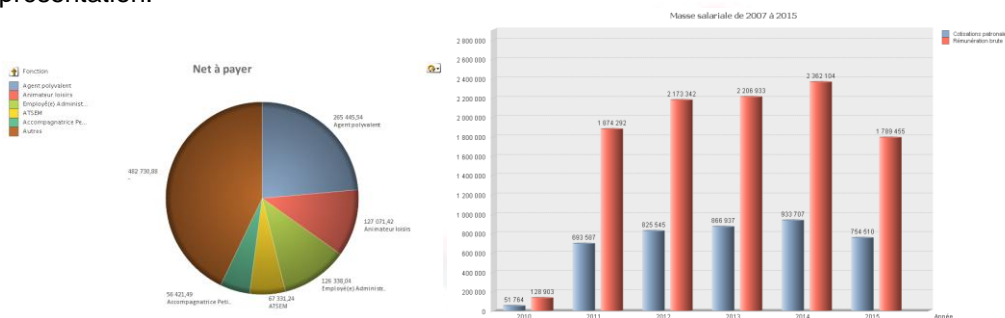 présentation.
Net à payer
Fonction
Agent polyvalent
Animateur loisirs
Employé(e) Administ..
ATSEM
Accompagnatrice Pe..
Autres
265 445,54
Agent polyvalent
127 071,42
Animateur loisirs
126 338,04
Employé(e) Administ..
67 331,24
ATSEM
56 421,49
Accompagnatrice Peti..
482 730,88
Masse salariale de 2007 à 2015
Cotisations patronale
Rémunération brute
2 800 000
2 600 000
2 400 000
2 200 000
2 000 000
1 800 000
1 600 000
1 400 000
1 200 000
1 000 000
800 000
600 000
400 000
200 000
0
51 764
128 903
693 587
1 874 292
825 545
2 173 342
866 937
2 206 933
933 707
2 362 104
754 510
1 789 455
2010
2011
2012
2013
2014
2015
Année